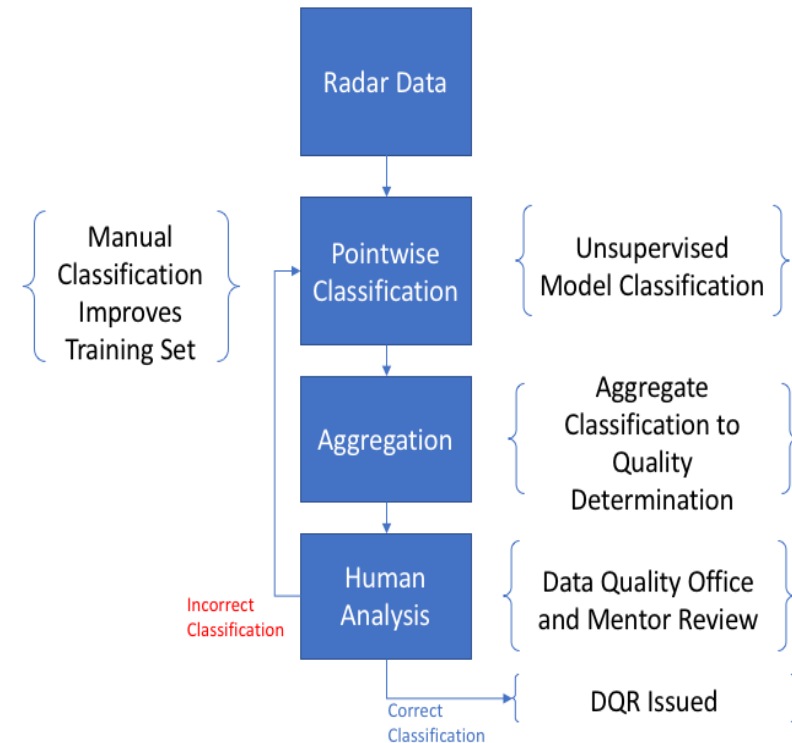 Radar Data
Manual
Classification
Improves
Training Set
Pointwise
Classification
Unsupervised
Model Classification
Aggregation
Aggregate
Classification to
Quality
Determination
Human
Analysis
Data Quality Office
and Mentor Review
Incorrect
Classification
Correct
Classification
DQR Issued